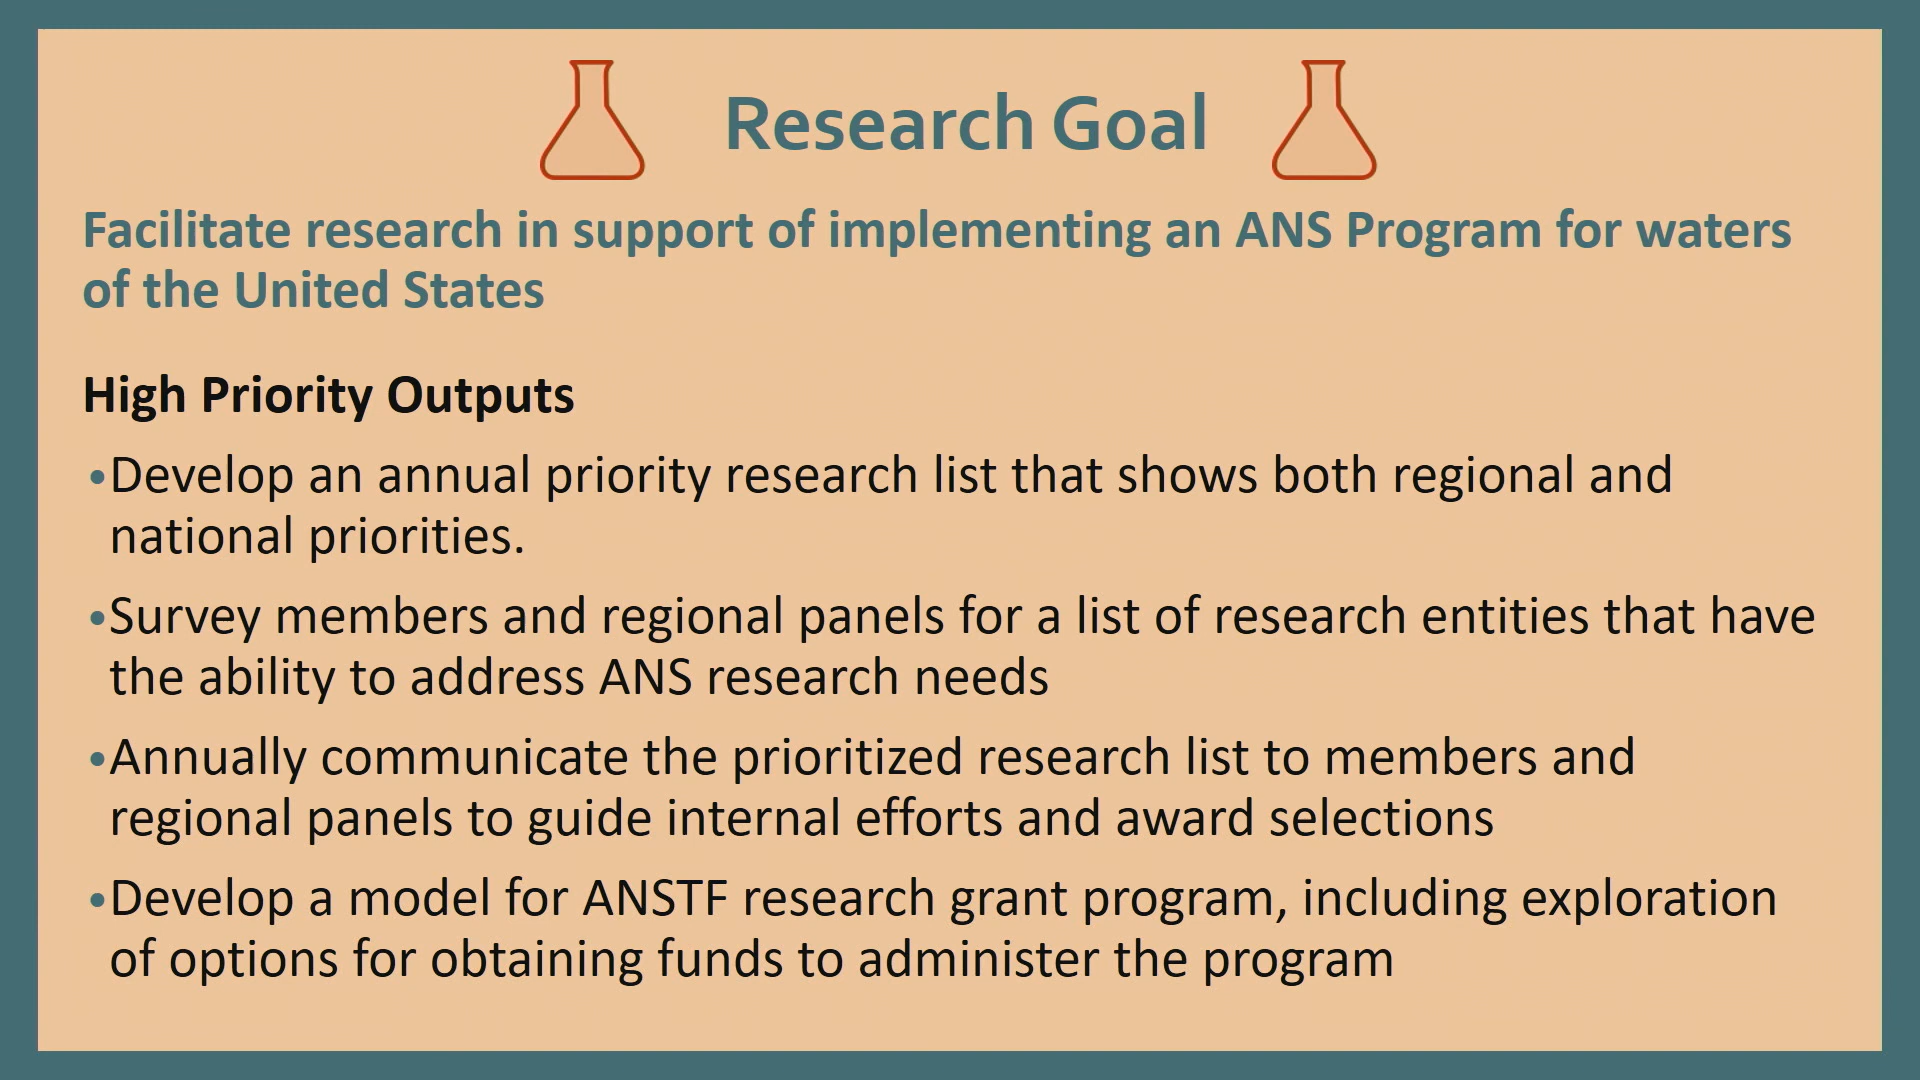 Research Goal
Facilitate research in support of implementing an ANS Program for waters
of the United States
High Priority Outputs
•Develop an annual priority research list that shows both regional and
national priorities.
•Survey members and regional panels for a list of research entities that have
the ability to address ANS research needs
•Annually communicate the prioritized research list to members and
regional panels to guide internal efforts and award selections
•Develop a model for ANSTF research grant program, including exploration
of options for obtaining funds to administer the program